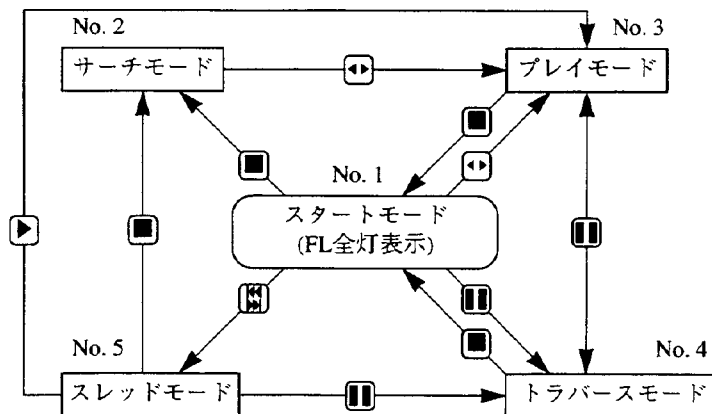 No. 2
No. 3
サーチモード
プレイモード
No. 1
スタートモード
(FL全灯表示)
No. 5
No. 4
スレッドモード
トラバースモード